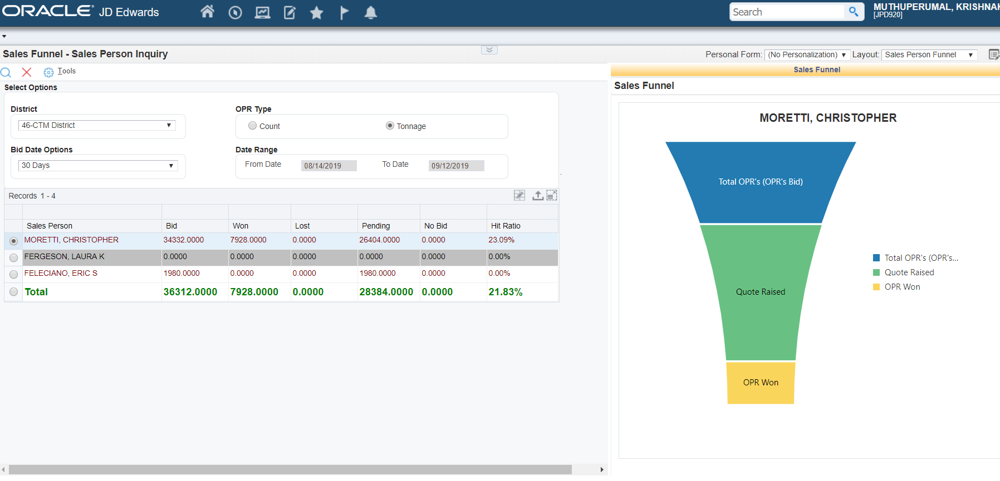 ORACLE® JD Edwards
Search
MUTHUPERUMAL, KRISHNAK
[JPD920]
Sales Funnel - Sales Person Inquiry
Personal Form: (No Personalization) Layout: Sales Person Funnel
Tools
Select Options
District
46-CTM District
OPR Type
Count Tonnage
Bid Date Options
30 Days
Date Range
From Date 08/14/2019 To Date 09/12/2019
Records 1 - 4
Sales Person Bid Won Lost Pending No Bid Hit Ratio
MORETTI, CHRISTOPHER 34332.0000 7928.0000 0.0000 26404.0000 0.0000 23.09%
FERGESON, LAURA K 0.0000 0.0000 0.0000 0.0000 0.0000 0.00%
FELECIANO, ERIC S 1980.0000 0.0000 0.0000 1980.0000 0.0000 0.00%
Total 36312.0000 7928.0000 0.0000 28384.0000 0.0000 21.83%
Sales Funnel
Sales Funnel
MORETTI, CHRISTOPHER
Total OPR's (OPR's Bid)
Quote Raised
OPR Won
Total OPR's (OPR's...
Quote Raised
OPR Won